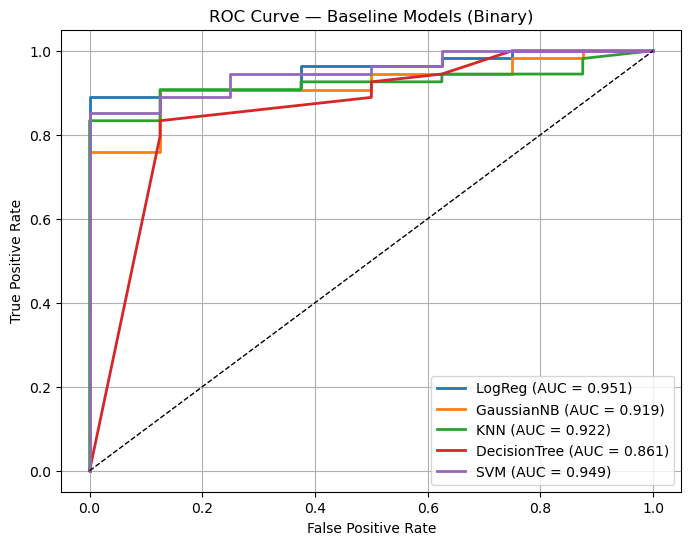 ROC Curve — Baseline Models (Binary)
1.0
0.8
0.6
0.4
0.2
0.0
True Positive Rate
0.0 0.2 0.4 0.6 0.8 1.0
False Positive Rate
LogReg (AUC = 0.951)
GaussianNB (AUC = 0.919)
KNN (AUC = 0.922)
DecisionTree (AUC = 0.861)
SVM (AUC = 0.949)